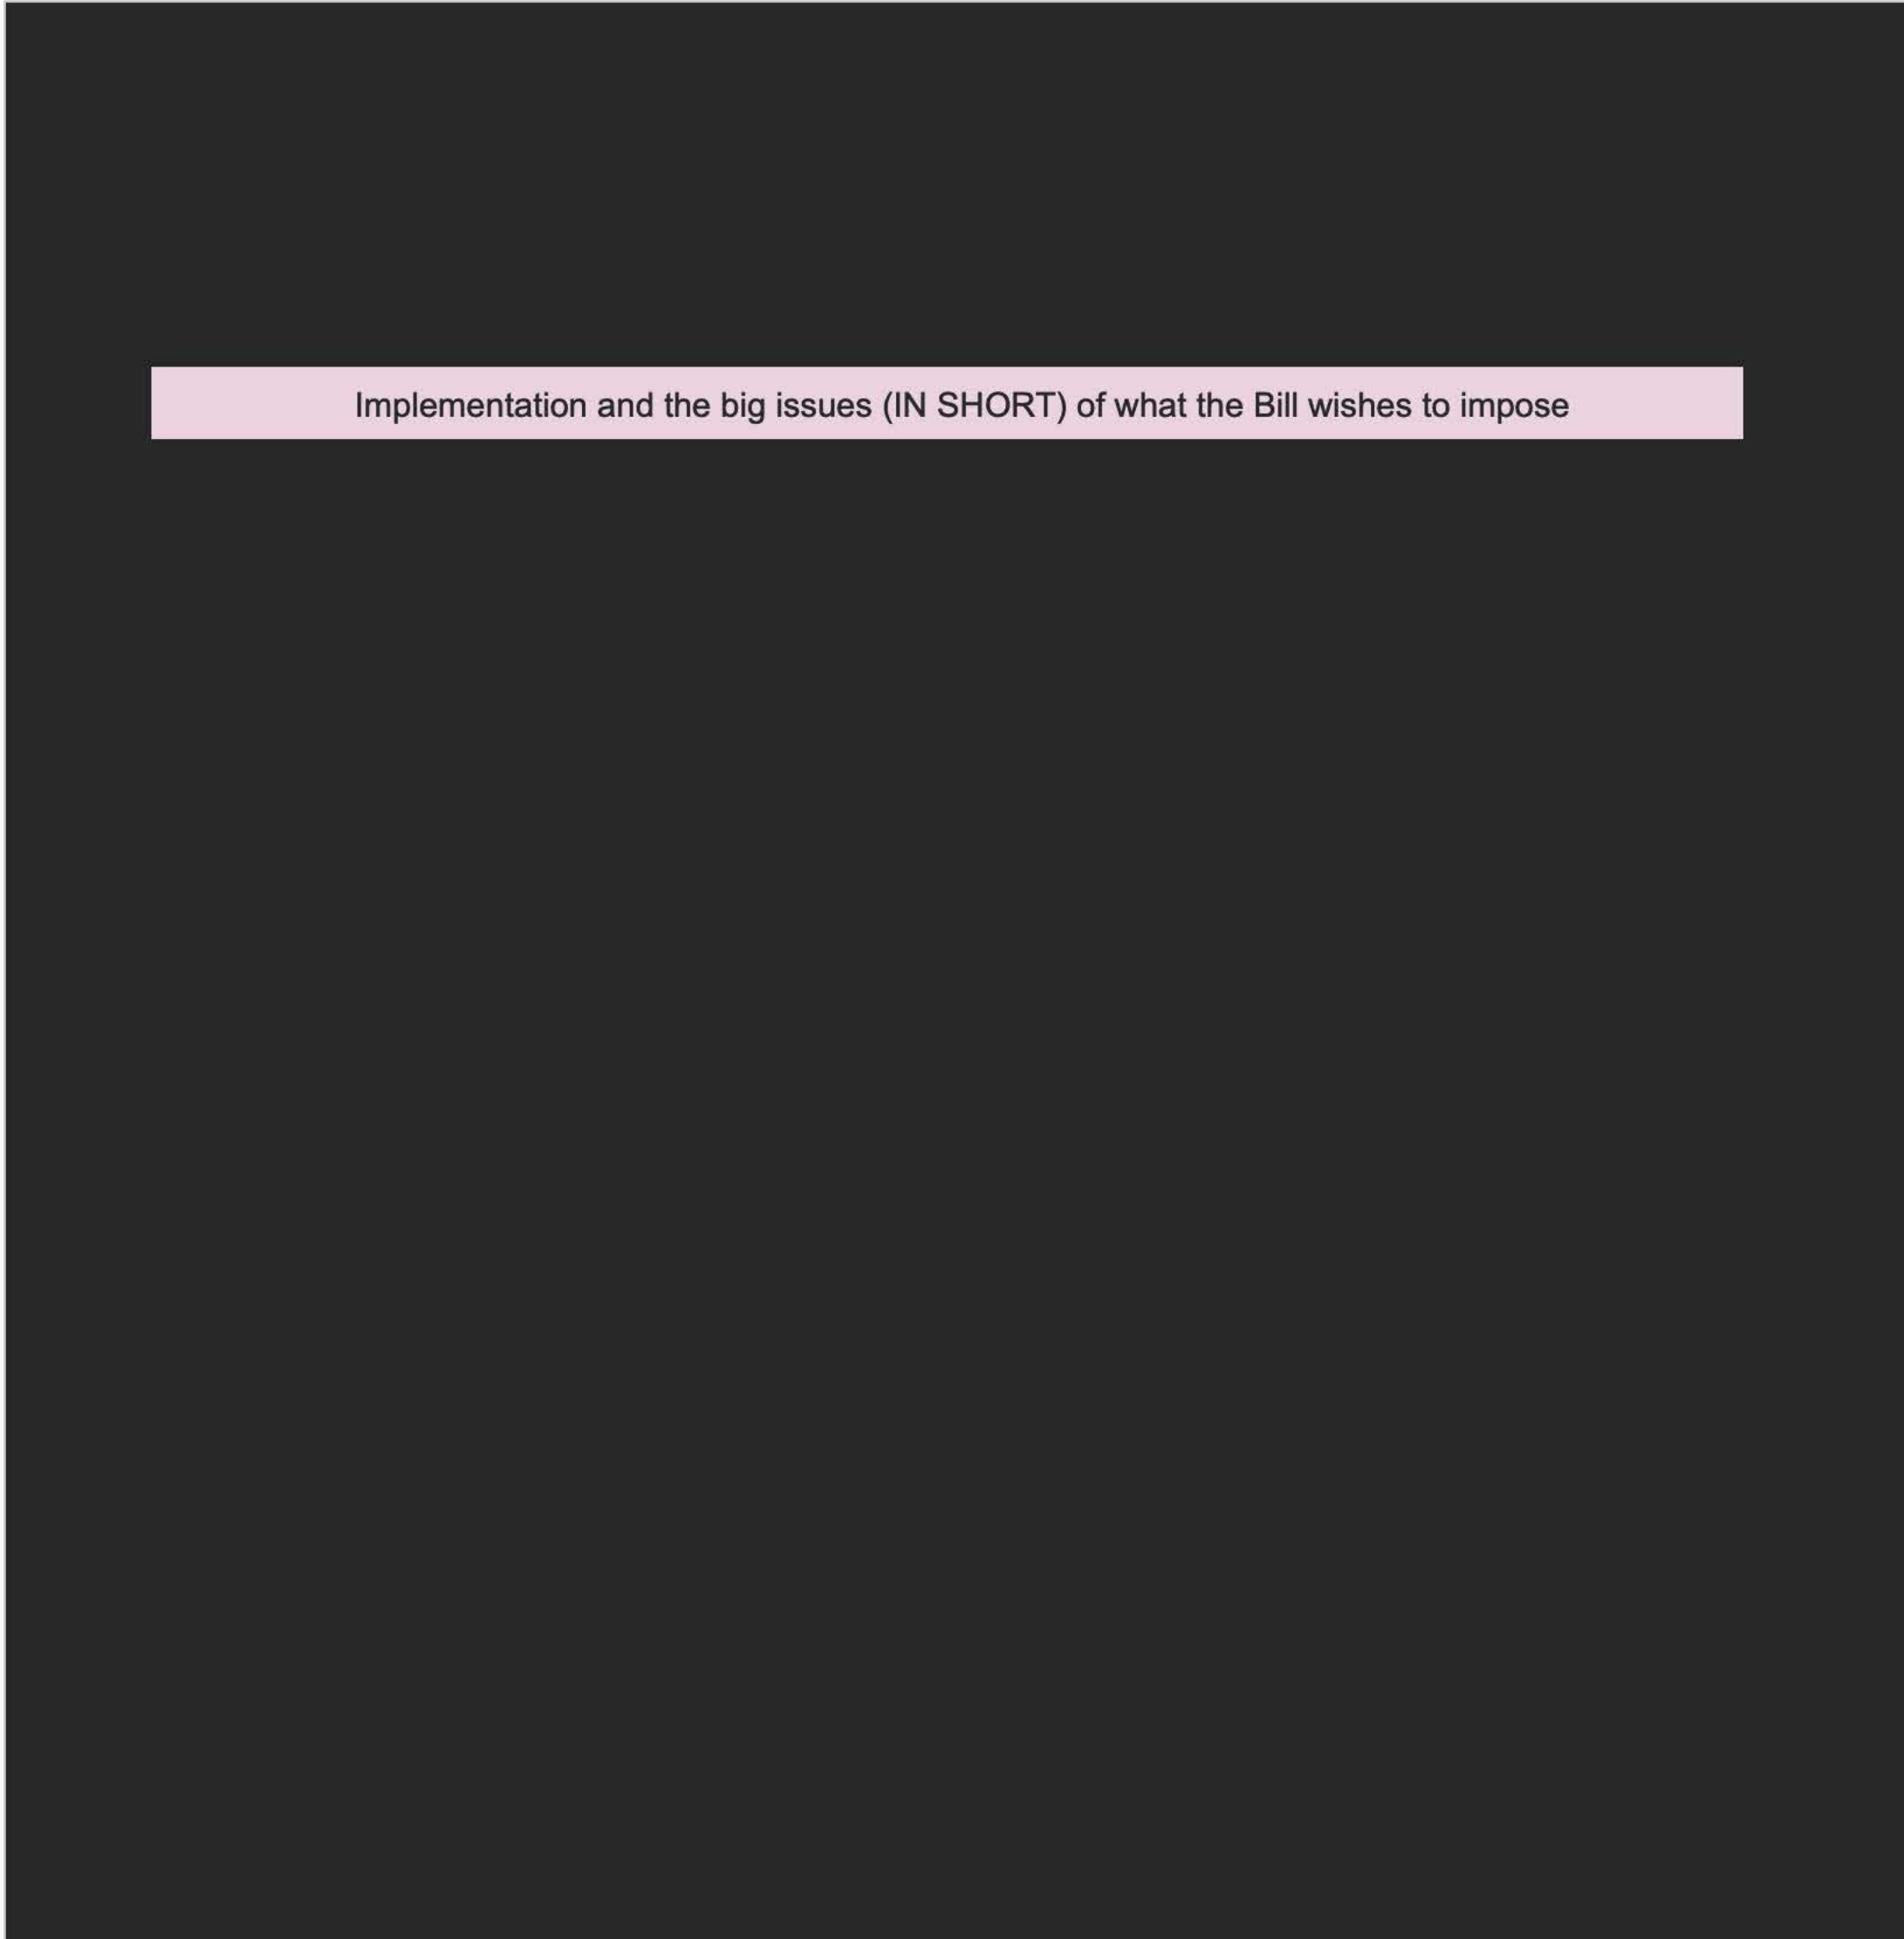 Implementation and the big issues (IN SHORT) of what the Bill wishes to impose